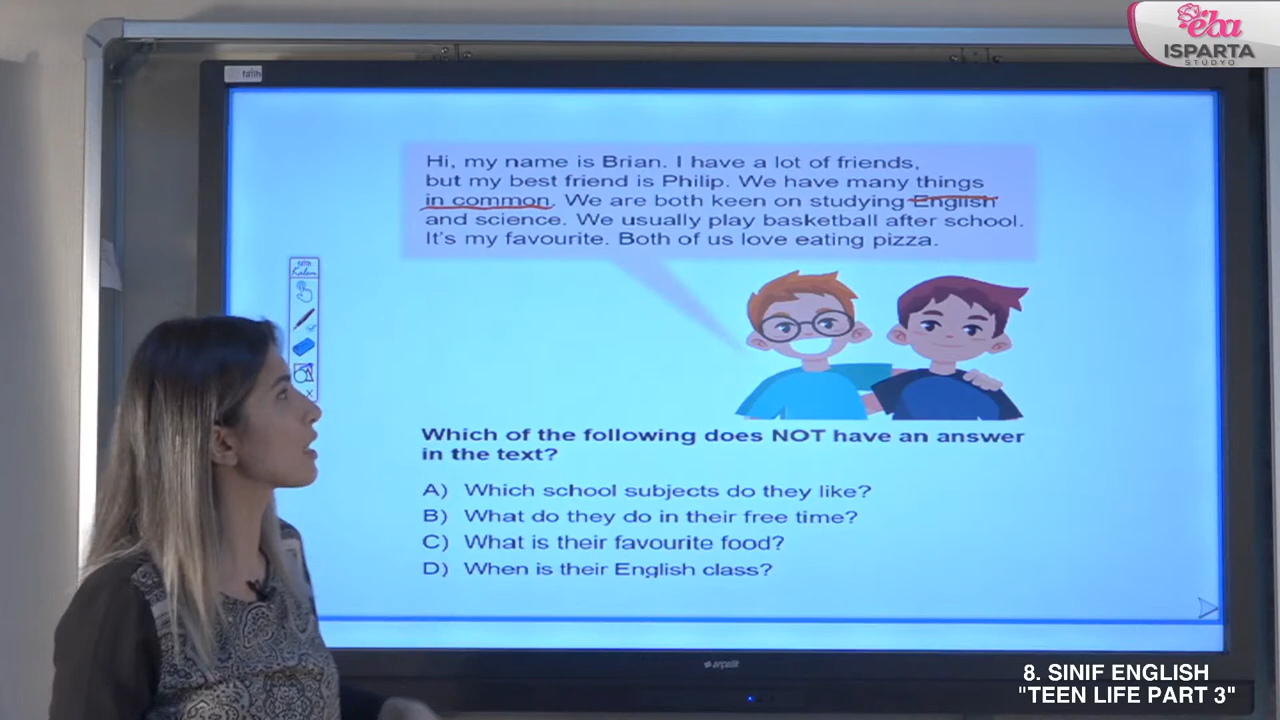 eba
ISPARTA
STÜDYO
fatih
Hi, my name is Brian. I have a lot of friends,
but my best friend is Philip. We have many things
in common. We are both keen on studying English
and science. We usually play basketball after school.
It's my favourite. Both of us love eating pizza.
fatih
Kalem
Which of the following does NOT have an answer
in the text?
A) Which school subjects do they like?
B) What do they do in their free time?
C) What is their favourite food?
D) When is their English class?
arçelik
8. SINIF ENGLISH
"TEEN LIFE PART 3"